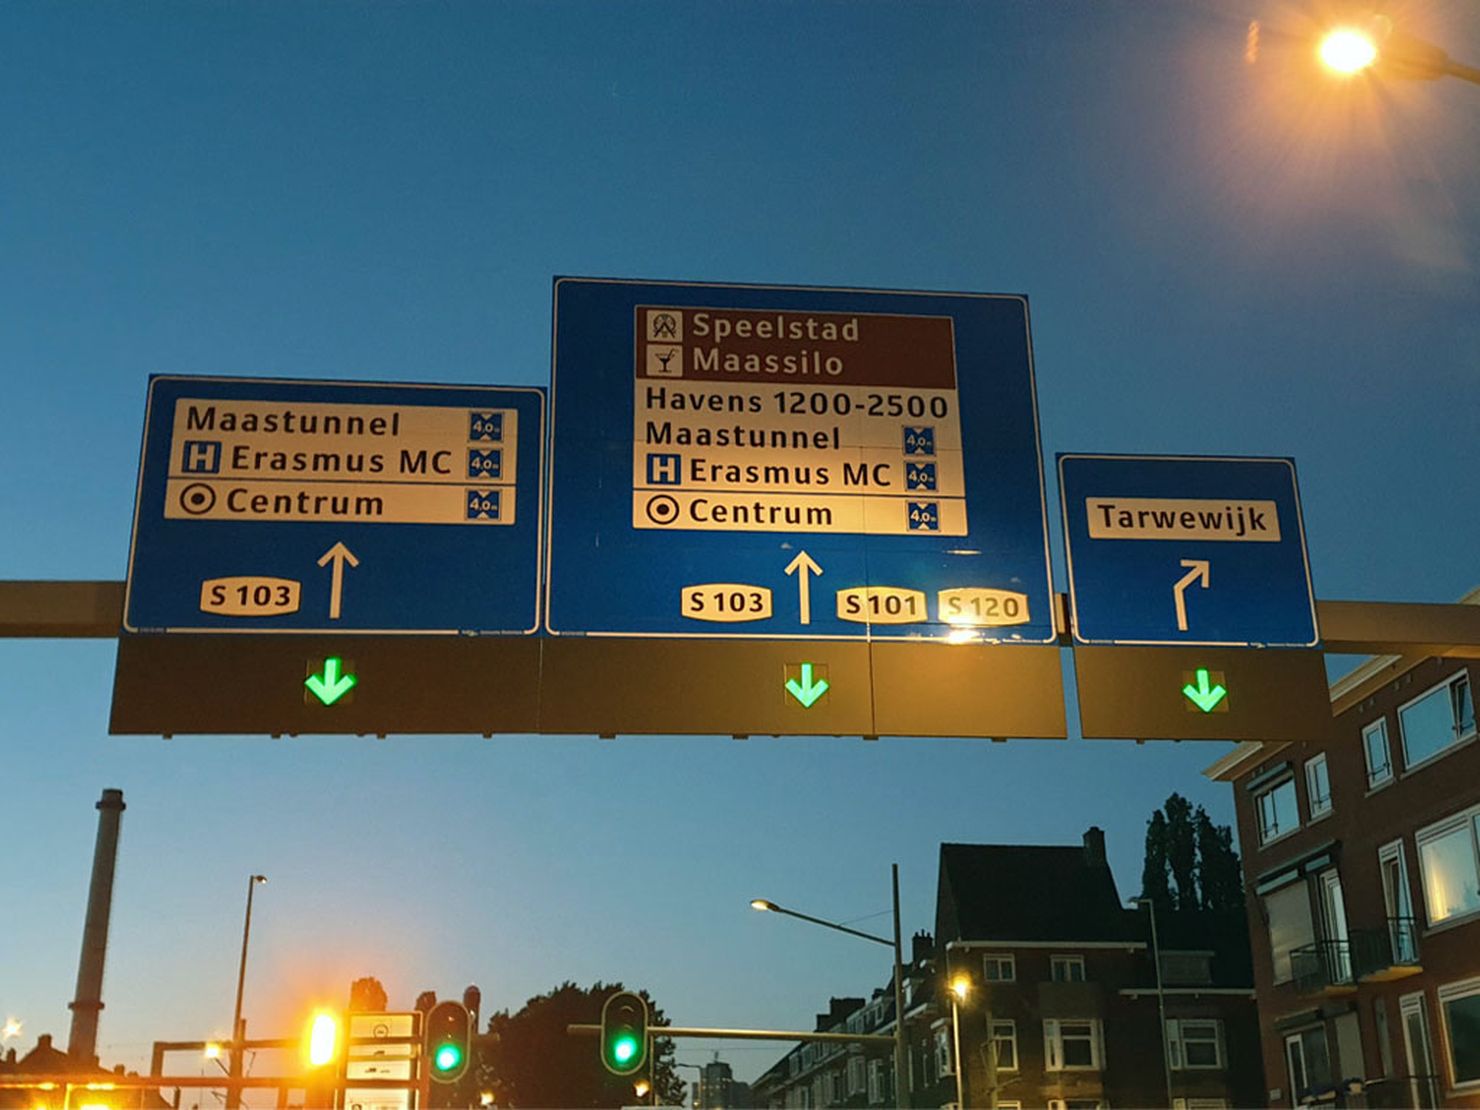 Maastunnel 4.0m
H Erasmus MC 4.0m
Centrum 4.0m
S 103
Speelstad
Maassilo
Havens 1200-2500
Maastunnel 4.0m
H Erasmus MC 4.0m
Centrum 4.0m
S 103 S 101 S 120
Tarwewijk